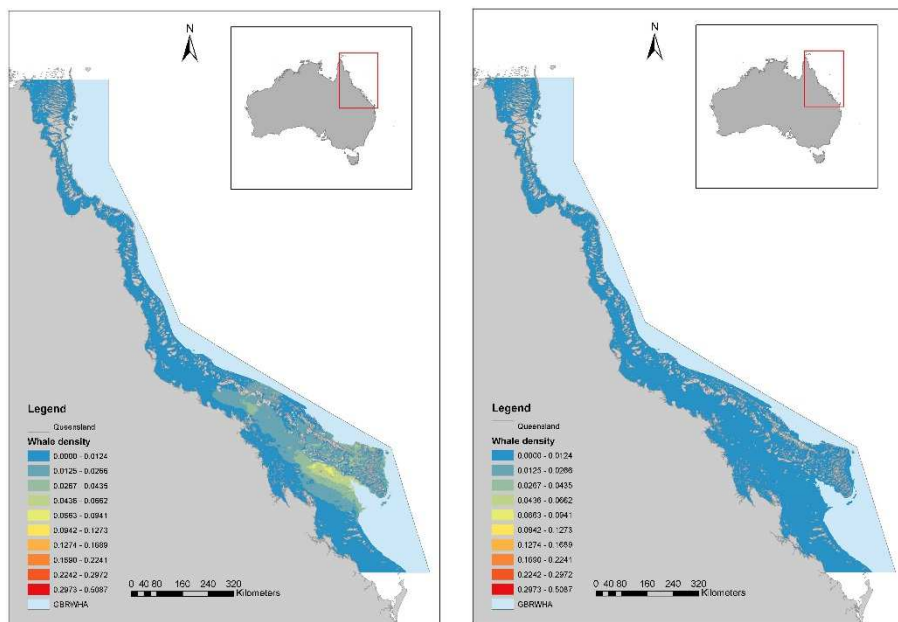 N
Legend
Queensland
Whale density
0.0000 - 0.0124
0.0125 - 0.0266
0.0267 - 0.0435
0.0436 - 0.0662
0.0663 - 0.0941
0.0942 - 0.1273
0.1274 - 0.1689
0.1690 - 0.2241
0.2242 - 0.2972
0.2973 - 0.5087
GBRWHA
0 40 80 160 240 320
Kilometers
N
Legend
Queensland
Whale density
0.0000 - 0.0124
0.0125 - 0.0266
0.0267 - 0.0435
0.0436 - 0.0662
0.0663 - 0.0941
0.0942 - 0.1273
0.1274 - 0.1689
0.1690 - 0.2241
0.2242 - 0.2972
0.2973 - 0.5087
GBRWHA
0 40 80 160 240 320
Kilometers